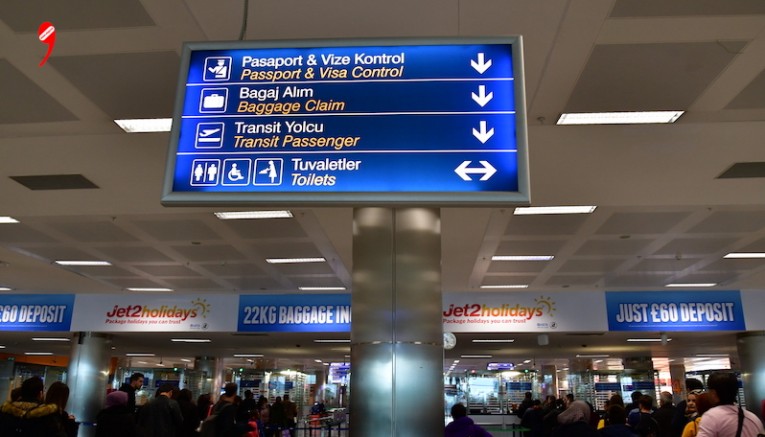 Pasaport & Vize Kontrol
Passport & Visa Control
Bagaj Alım
Baggage Claim
Transit Yolcu
Transit Passenger
Tuvaletler
Toilets
£60 DEPOSIT
Jet2holidays
Package holidays you can trust
22KG BAGGAGE IN
Jet2holidays
Package holidays you can trust
JUST £60 DEPOSIT